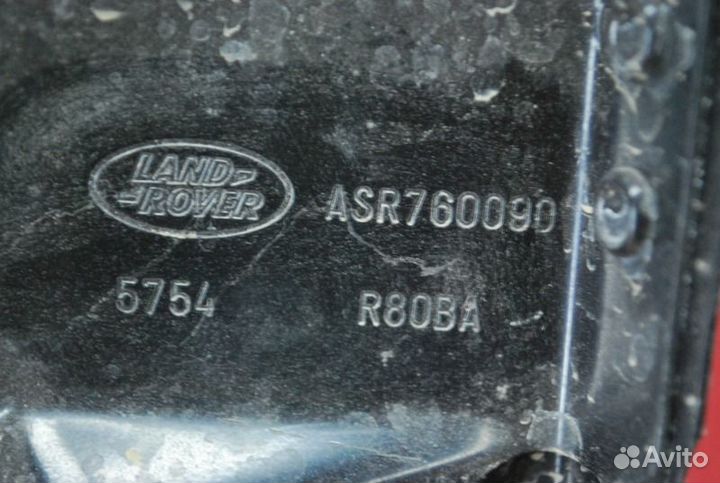 LAND-
-ROVER
ASR760090
5754
R80BA
Avito